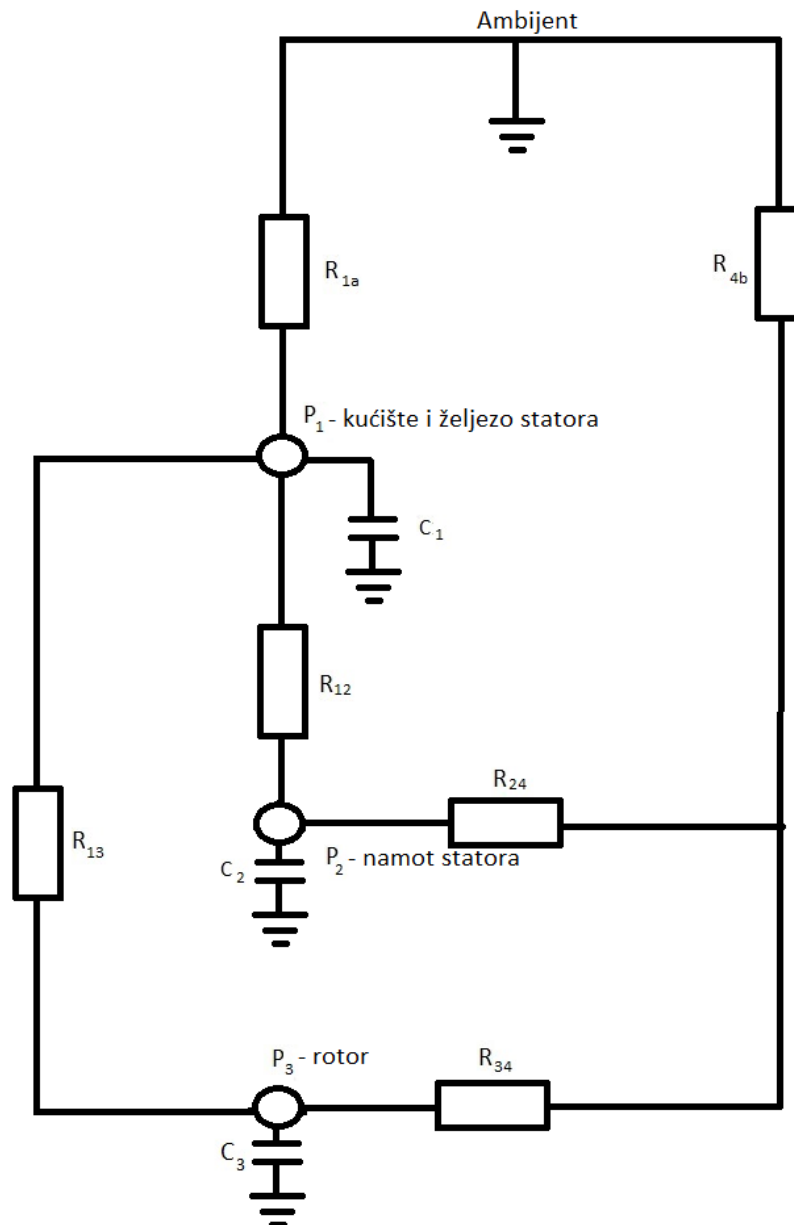 Ambijent
R1a
R4b
P1 - kućište i željezo statora
C1
R12
R24
R13
P2 - namot statora
C2
P3 - rotor
R34
C3